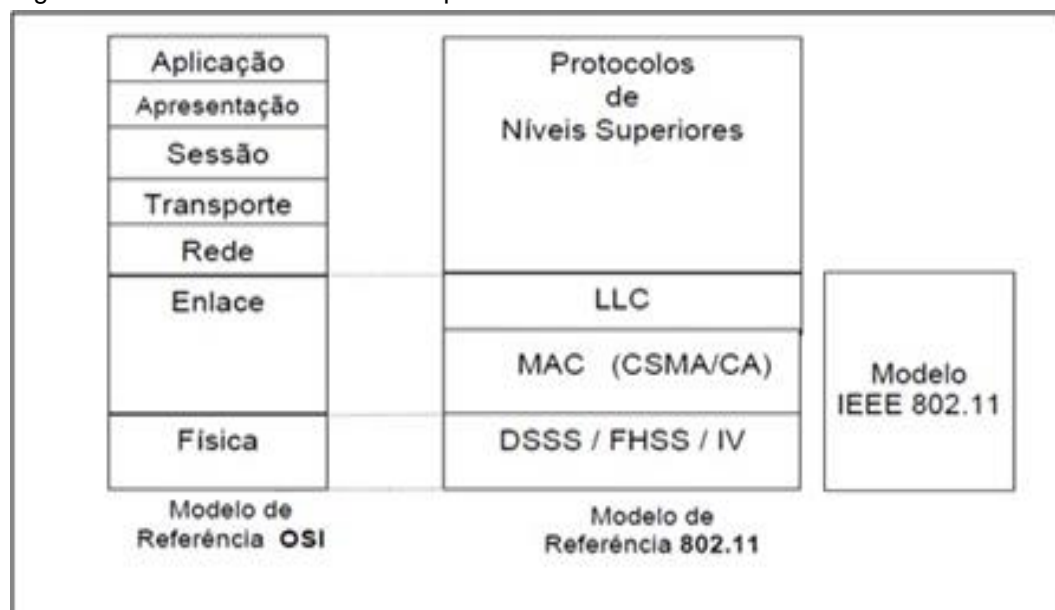 Aplicação
Apresentação
Sessão
Transporte
Rede
Enlace
Física
Modelo de
Referência OSI
Protocolos
de
Níveis Superiores
LLC
MAC (CSMA/CA)
DSSS / FHSS / IV
Modelo de
Referência 802.11
Modelo
IEEE 802.11